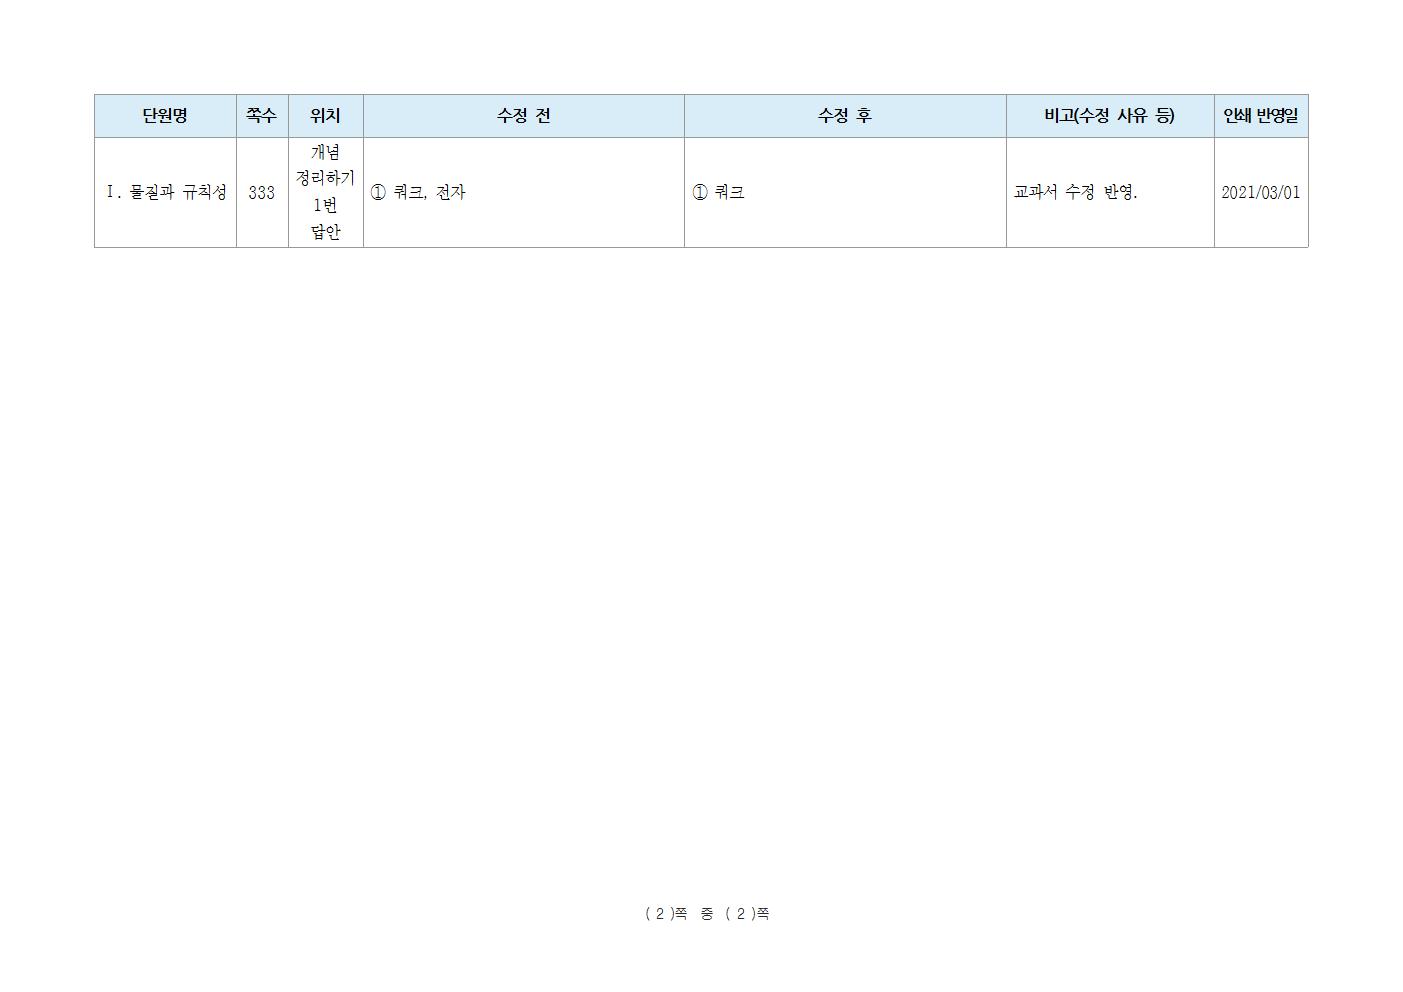 단원명 쪽수 위치 수정 전 수정 후 비고(수정 사유 등) 인쇄 반영일
Ⅰ. 물질과 규칙성 333 개념 정리하기 1번 답안 ① 쿼크, 전자 ① 쿼크 교과서 수정 반영. 2021/03/01
( 2 )쪽 중 ( 2 )쪽